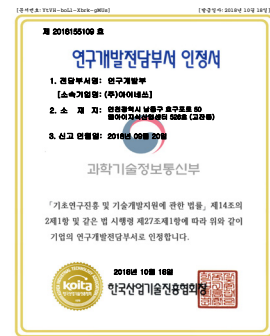 [문서번호: YtYH-boLi-Xbrk-gMUs] [발급일자: 2018년 10월 16일]
제 2016155109 호
연구개발전담부서 인정서
1. 전담부서명: 연구개발부
[소속기업명: (주)아이네쓰]
2. 소 재 지: 인천광역시 남동구 호구포로 50
3. 신고 연월일: 2016년 09월 20일
과학기술정보통신부
「기초연구진흥 및 기술개발지원에 관한 법률」 제14조의
2제1항 및 같은 법 시행령 제27조제1항에 따라 위와 같이
기업의 연구개발전담부서로 인정합니다.
2018년 10월 16일
한국산업기술진흥협회장
koita